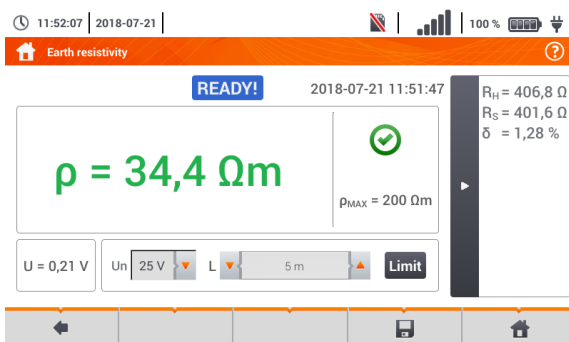 11:52:07 2018-07-21 100 %
Earth resistivity ?
READY! 2018-07-21 11:51:47
ρ = 34,4 Ωm
ρMAX = 200 Ωm
RH = 406,8 Ω
RS = 401,6 Ω
δ = 1,28 %
U = 0,21 V Un 25 V L 5 m Limit